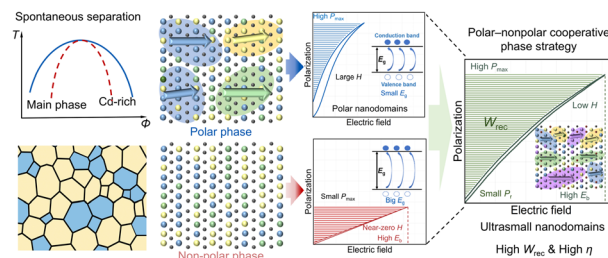 Spontaneous separation
T
Main phase
Cd-rich
Φ
Polar phase
Non-polar phase
High Pmax
Polarization
Large H
Conduction band
Eg
Valence band
Small Eg
Polar nanodomains
Electric field
Small Pmax
Polarization
Eg
Big Eg
Near-zero H
High Eb
Electric field
Polar–nonpolar cooperative
phase strategy
High Pmax
Polarization
Low H
Wrec
Small Pr
High Eb
Electric field
Ultrasmall nanodomains
High Wrec & High η